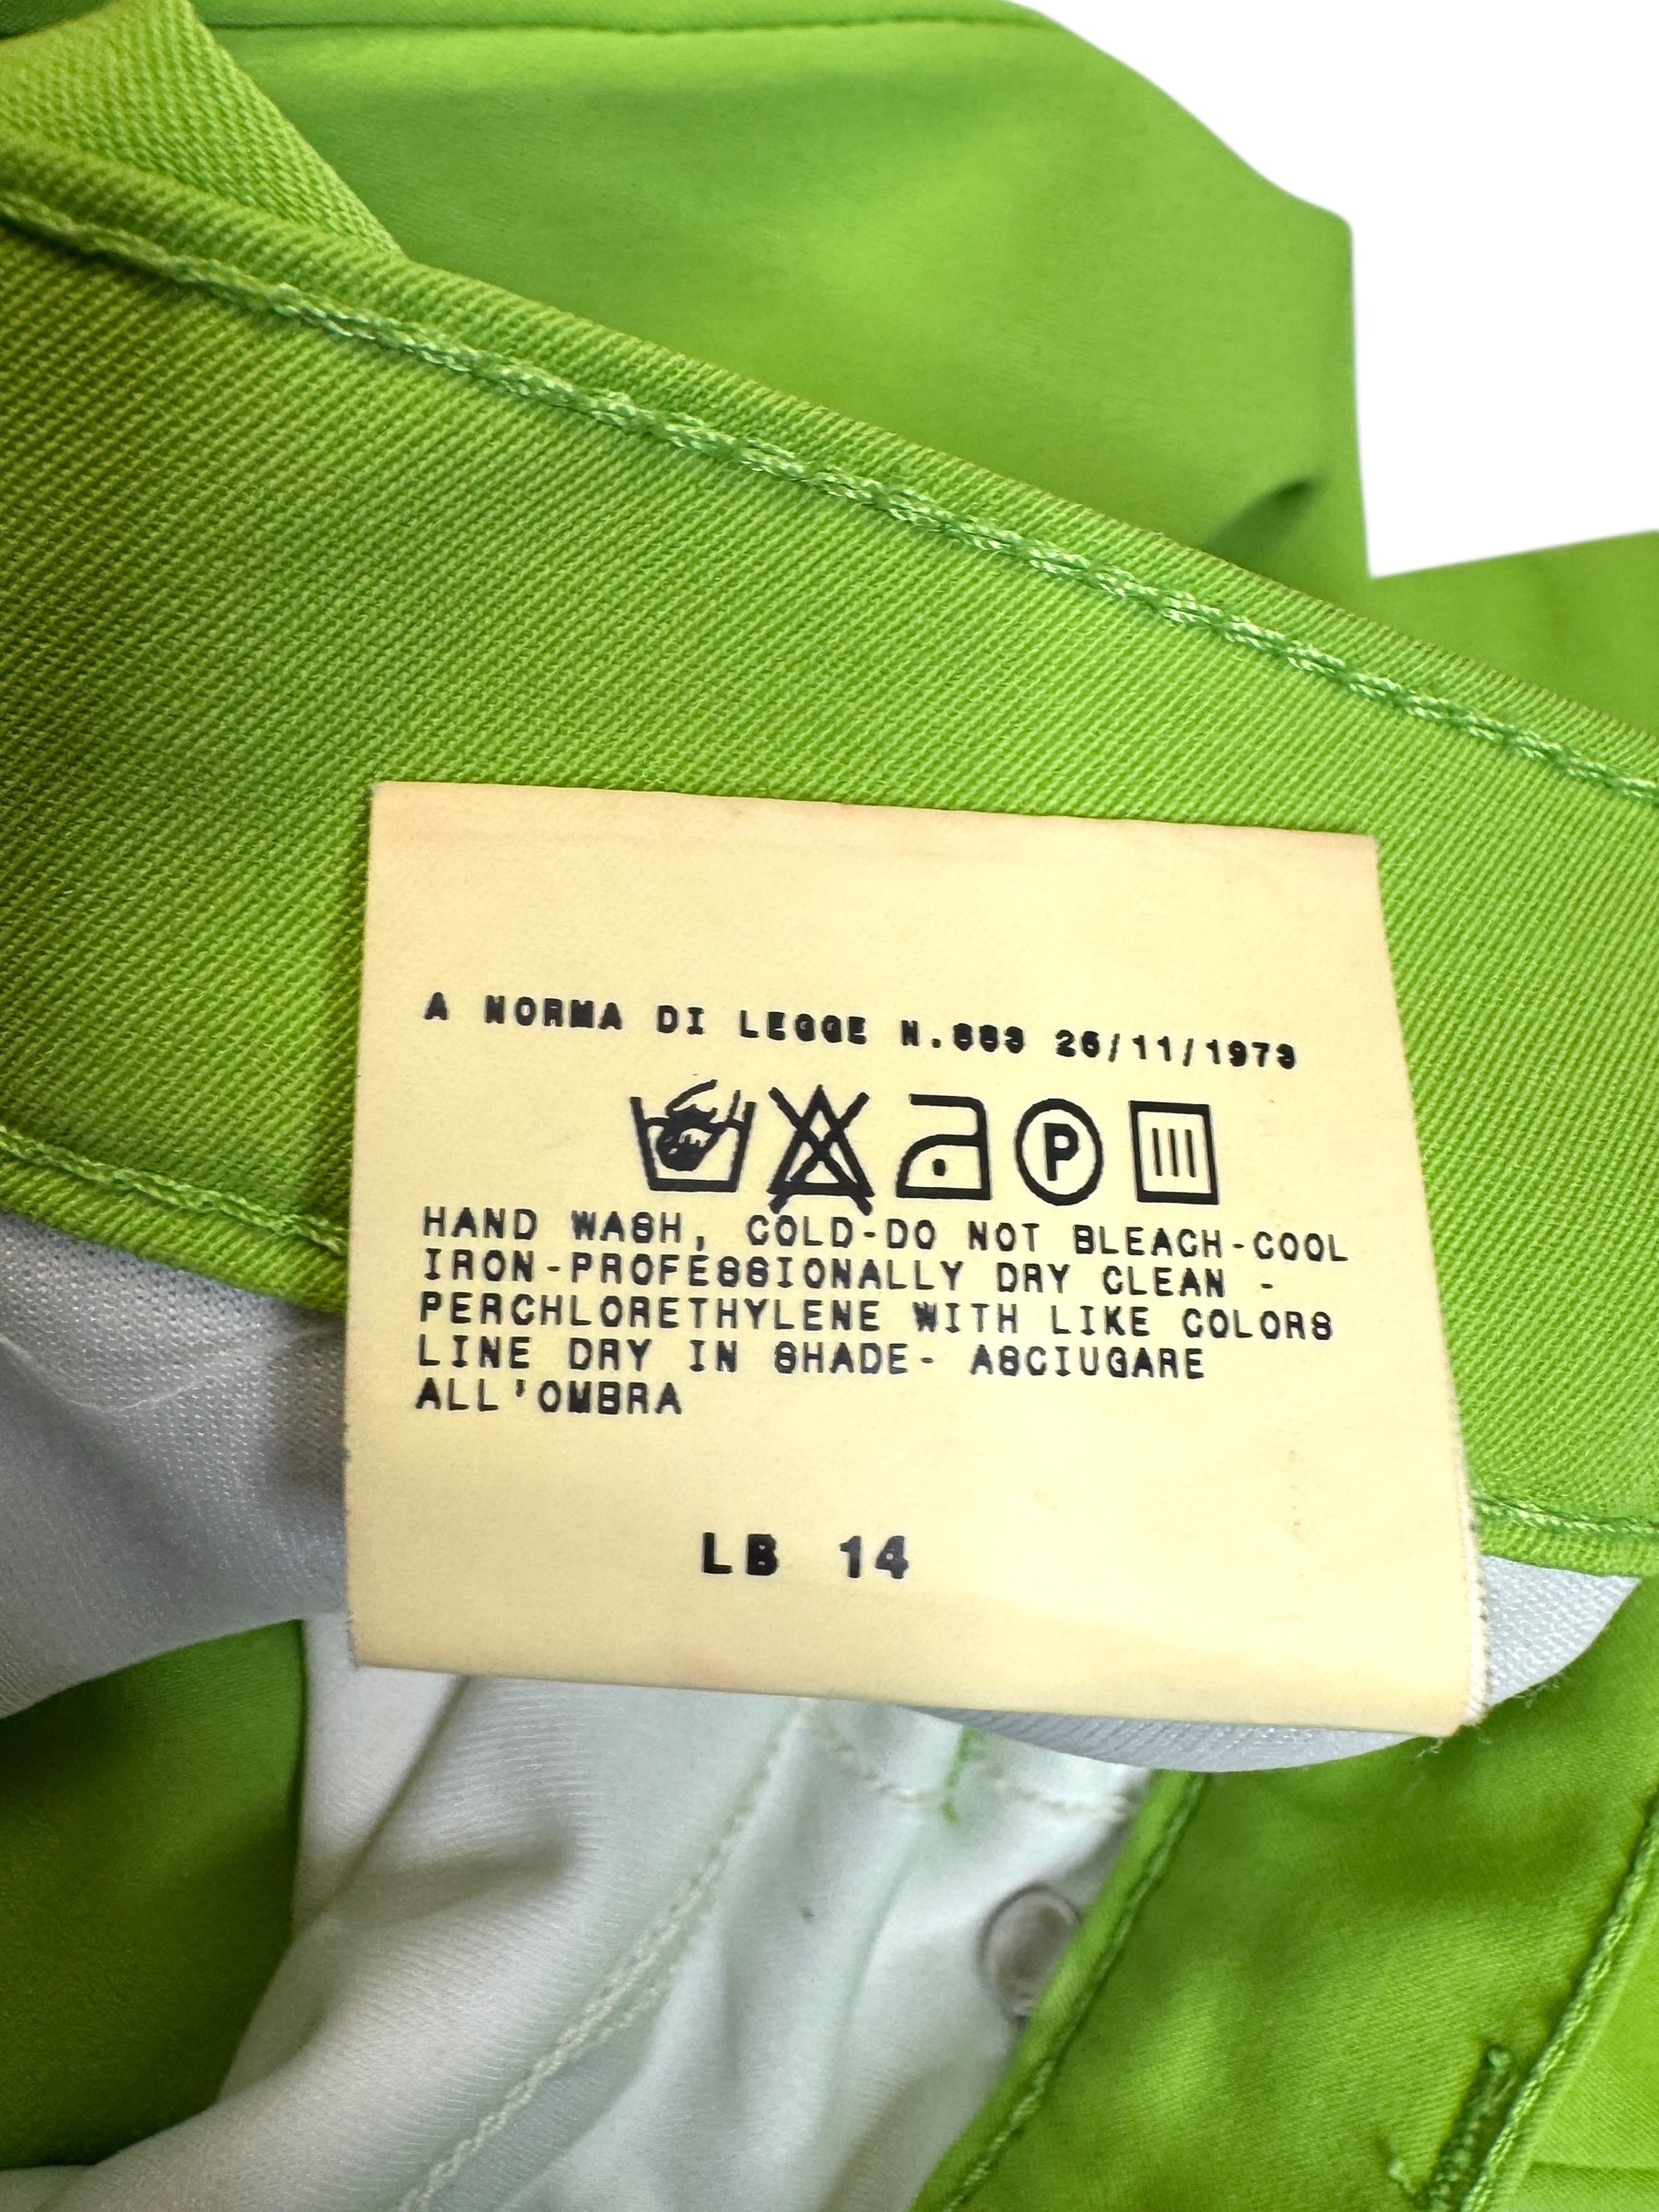 A NORMA DI LEGGE N.883 26/11/1973
P
HAND WASH, COLD-DO NOT BLEACH-COOL
IRON-PROFESSIONALLY DRY CLEAN -
PERCHLORETHYLENE WITH LIKE COLORS
LINE DRY IN SHADE- ASCIUGARE
ALL'OMBRA
LB 14